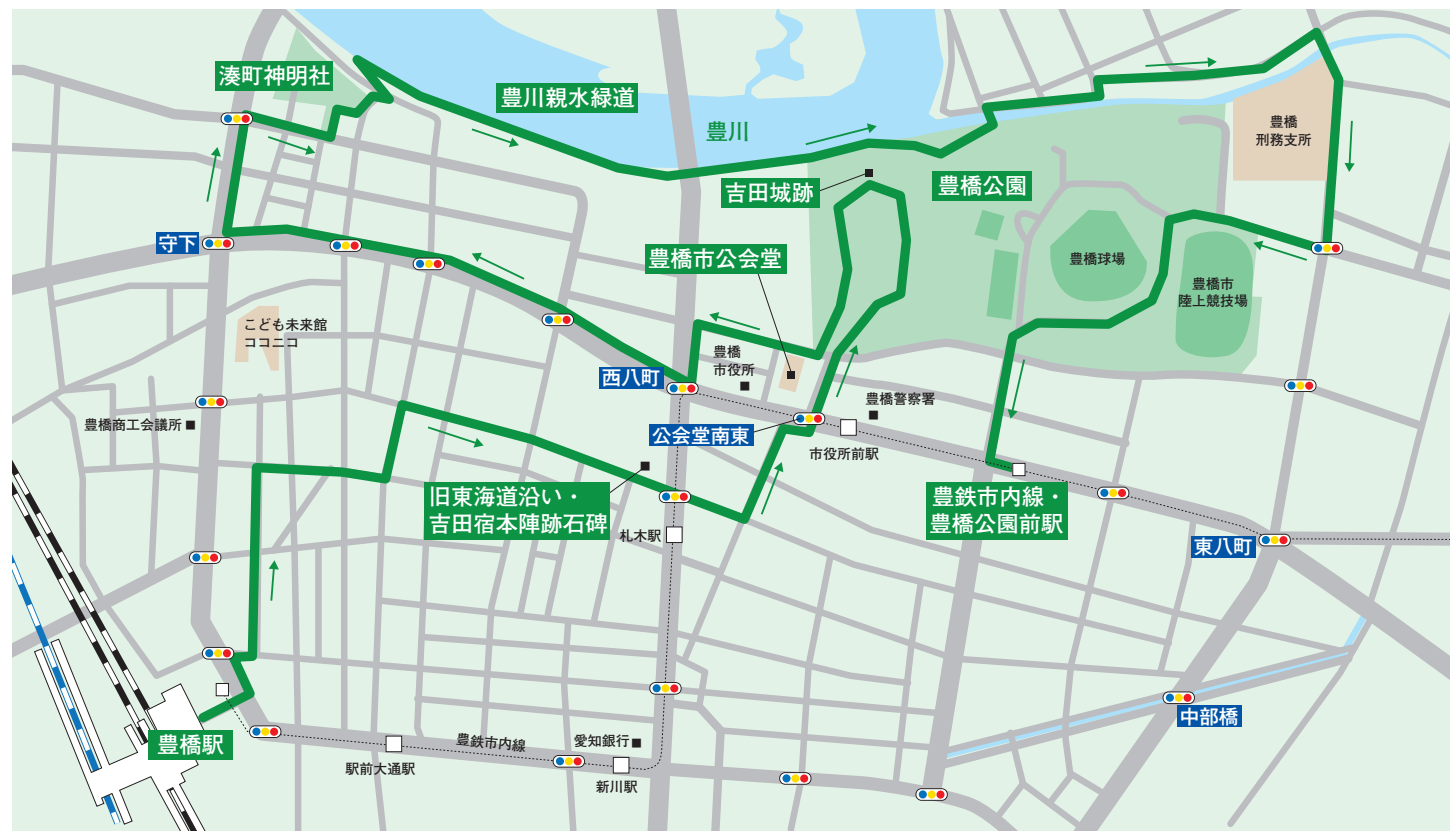 湊町神明社
豊川親水緑道
豊川
豊橋
刑務支所
吉田城跡
豊橋公園
守下
豊橋市公会堂
豊橋球場
豊橋市
陸上競技場
こども未来館
ココニコ
豊橋
市役所
西八町
豊橋警察署
豊橋商工会議所
公会堂南東
市役所前駅
旧東海道沿い・
吉田宿本陣跡石碑
豊鉄市内線・
豊橋公園前駅
札木駅
東八町
中部橋
豊橋駅
豊鉄市内線
愛知銀行
駅前大通駅
新川駅